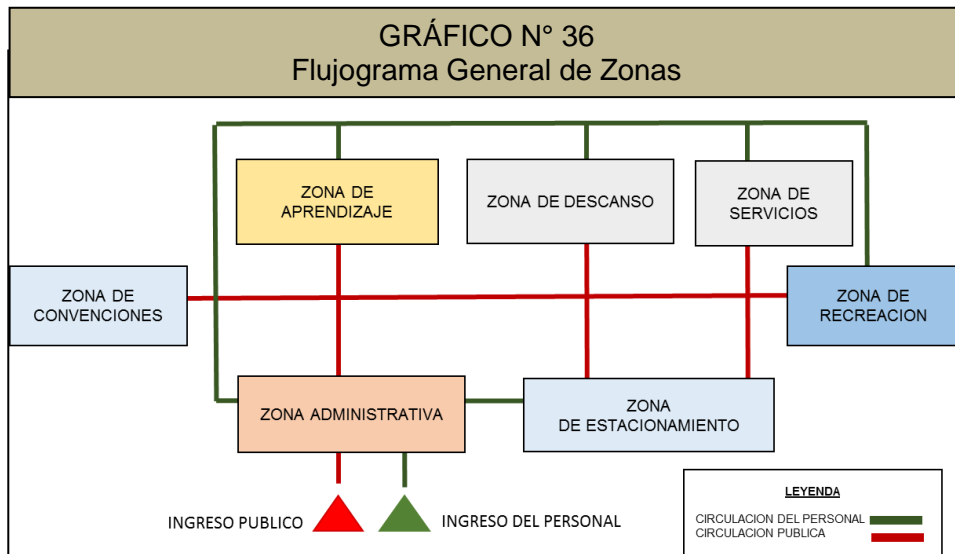 GRÁFICO N° 36
Flujograma General de Zonas
ZONA DE
APRENDIZAJE
ZONA DE DESCANSO
ZONA DE
SERVICIOS
ZONA DE
CONVENCIONES
ZONA DE
RECREACION
ZONA ADMINISTRATIVA
ZONA
DE ESTACIONAMIENTO
INGRESO PUBLICO
INGRESO DEL PERSONAL
LEYENDA
CIRCULACION DEL PERSONAL
CIRCULACION PUBLICA